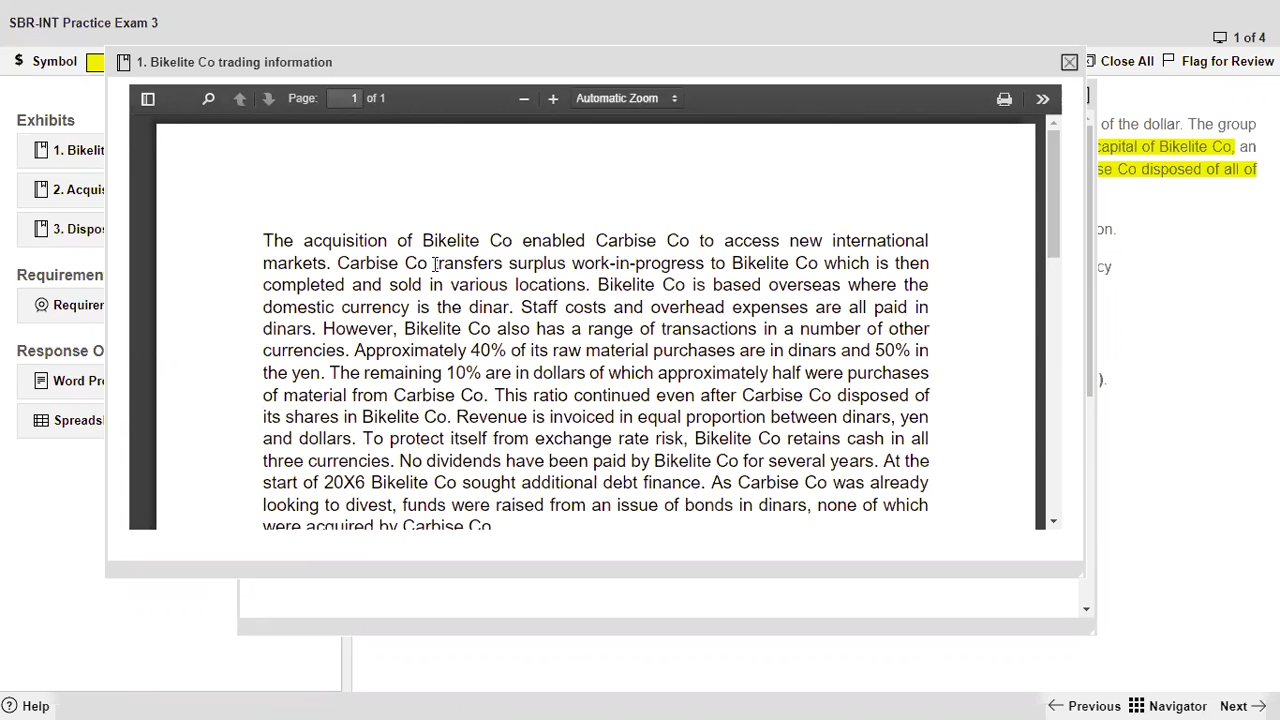 SBR-INT Practice Exam 3
1 of 4
$ Symbol
Close All
Flag for Review
1. Bikelite Co trading information
Page: 1 of 1
Automatic Zoom
Exhibits
1. Bikelit
2. Acquis
3. Dispo
Requiremen
Requirer
Response O
Word Pro
Spreads
The acquisition of Bikelite Co enabled Carbise Co to access new international
markets. Carbise Co transfers surplus work-in-progress to Bikelite Co which is then
completed and sold in various locations. Bikelite Co is based overseas where the
domestic currency is the dinar. Staff costs and overhead expenses are all paid in
dinars. However, Bikelite Co also has a range of transactions in a number of other
currencies. Approximately 40% of its raw material purchases are in dinars and 50% in
the yen. The remaining 10% are in dollars of which approximately half were purchases
of material from Carbise Co. This ratio continued even after Carbise Co disposed of
its shares in Bikelite Co. Revenue is invoiced in equal proportion between dinars, yen
and dollars. To protect itself from exchange rate risk, Bikelite Co retains cash in all
three currencies. No dividends have been paid by Bikelite Co for several years. At the
start of 20X6 Bikelite Co sought additional debt finance. As Carbise Co was already
looking to divest, funds were raised from an issue of bonds in dinars, none of which
were acquired by Carbise Co.
of the dollar. The group
capital of Bikelite Co, an
se Co disposed of all of
on.
cy
).
Help
Previous
Navigator
Next